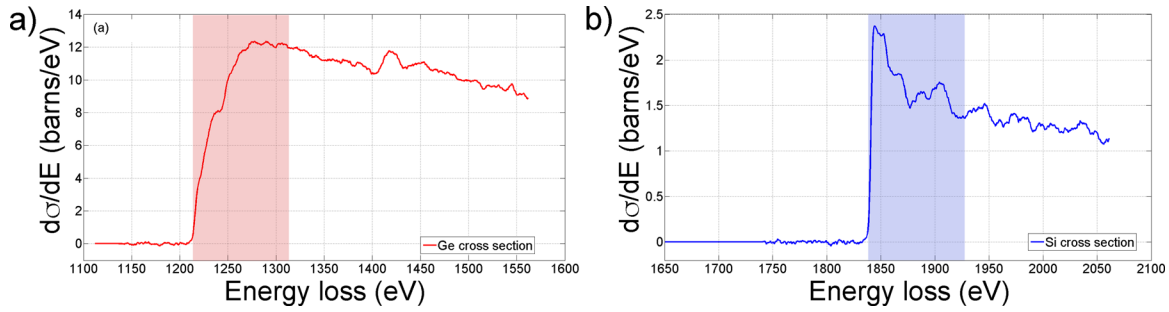 a)
(a)
dσ/dE (barns/eV)
14
12
10
8
6
4
2
0
Ge cross section
1100 1150 1200 1250 1300 1350 1400 1450 1500 1550 1600
Energy loss (eV)
b)
dσ/dE (barns/eV)
2.5
2
1.5
1
0.5
0
Si cross section
1650 1700 1750 1800 1850 1900 1950 2000 2050 2100
Energy loss (eV)